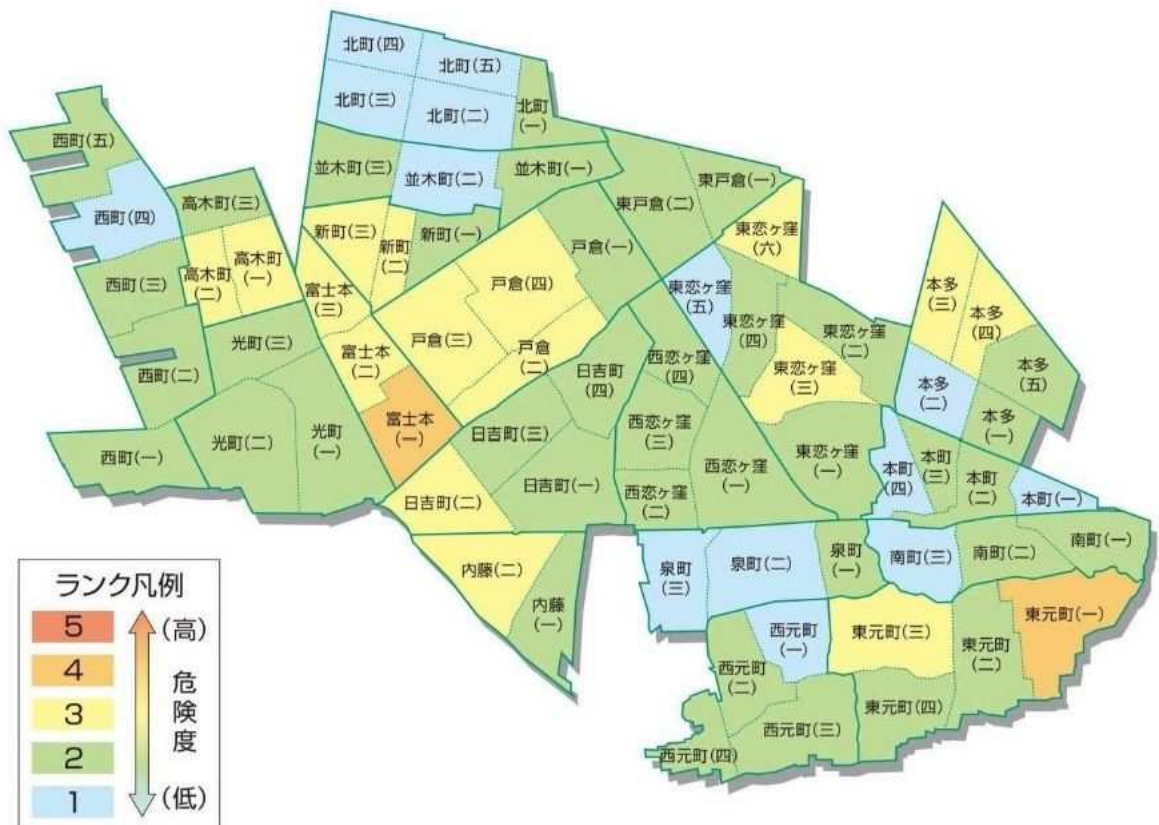 北町(四)
北町(五)
北町(三)
北町(二)
北町
(一)
西町(五)
西町(四)
高木町(三)
並木町(三)
並木町(二)
並木町(一)
東戸倉(一)
東戸倉(二)
東恋ヶ窪
(六)
新町(三)
新町
(二)
新町(一)
戸倉(一)
西町(三)
高木町
(二)
高木町
(一)
富士本
(三)
戸倉(四)
東恋ヶ窪
(五)
本多
(三)
本多
(四)
光町(三)
富士本
(二)
戸倉(三)
戸倉
(二)
東恋ヶ窪
(四)
東恋ヶ窪
(二)
西町(二)
日吉町
(四)
西恋ヶ窪
(四)
東恋ヶ窪
(三)
本多
(二)
本多
(五)
富士本
(一)
本多
(一)
西町(一)
光町(二)
光町
(一)
日吉町(三)
西恋ヶ窪
(三)
東恋ヶ窪
(一)
本町
(四)
本町
(三)
本町
(二)
本町(一)
日吉町(二)
日吉町(一)
西恋ヶ窪
(二)
西恋ヶ窪
(一)
内藤(二)
内藤
(一)
泉町
(三)
泉町(二)
泉町
(一)
南町(三)
南町(二)
南町(一)
西元町
(一)
東元町(三)
東元町
(二)
東元町(一)
西元町
(二)
西元町(三)
東元町(四)
西元町(四)
ランク凡例
5
4
3
2
1
(高)
危険度
(低)